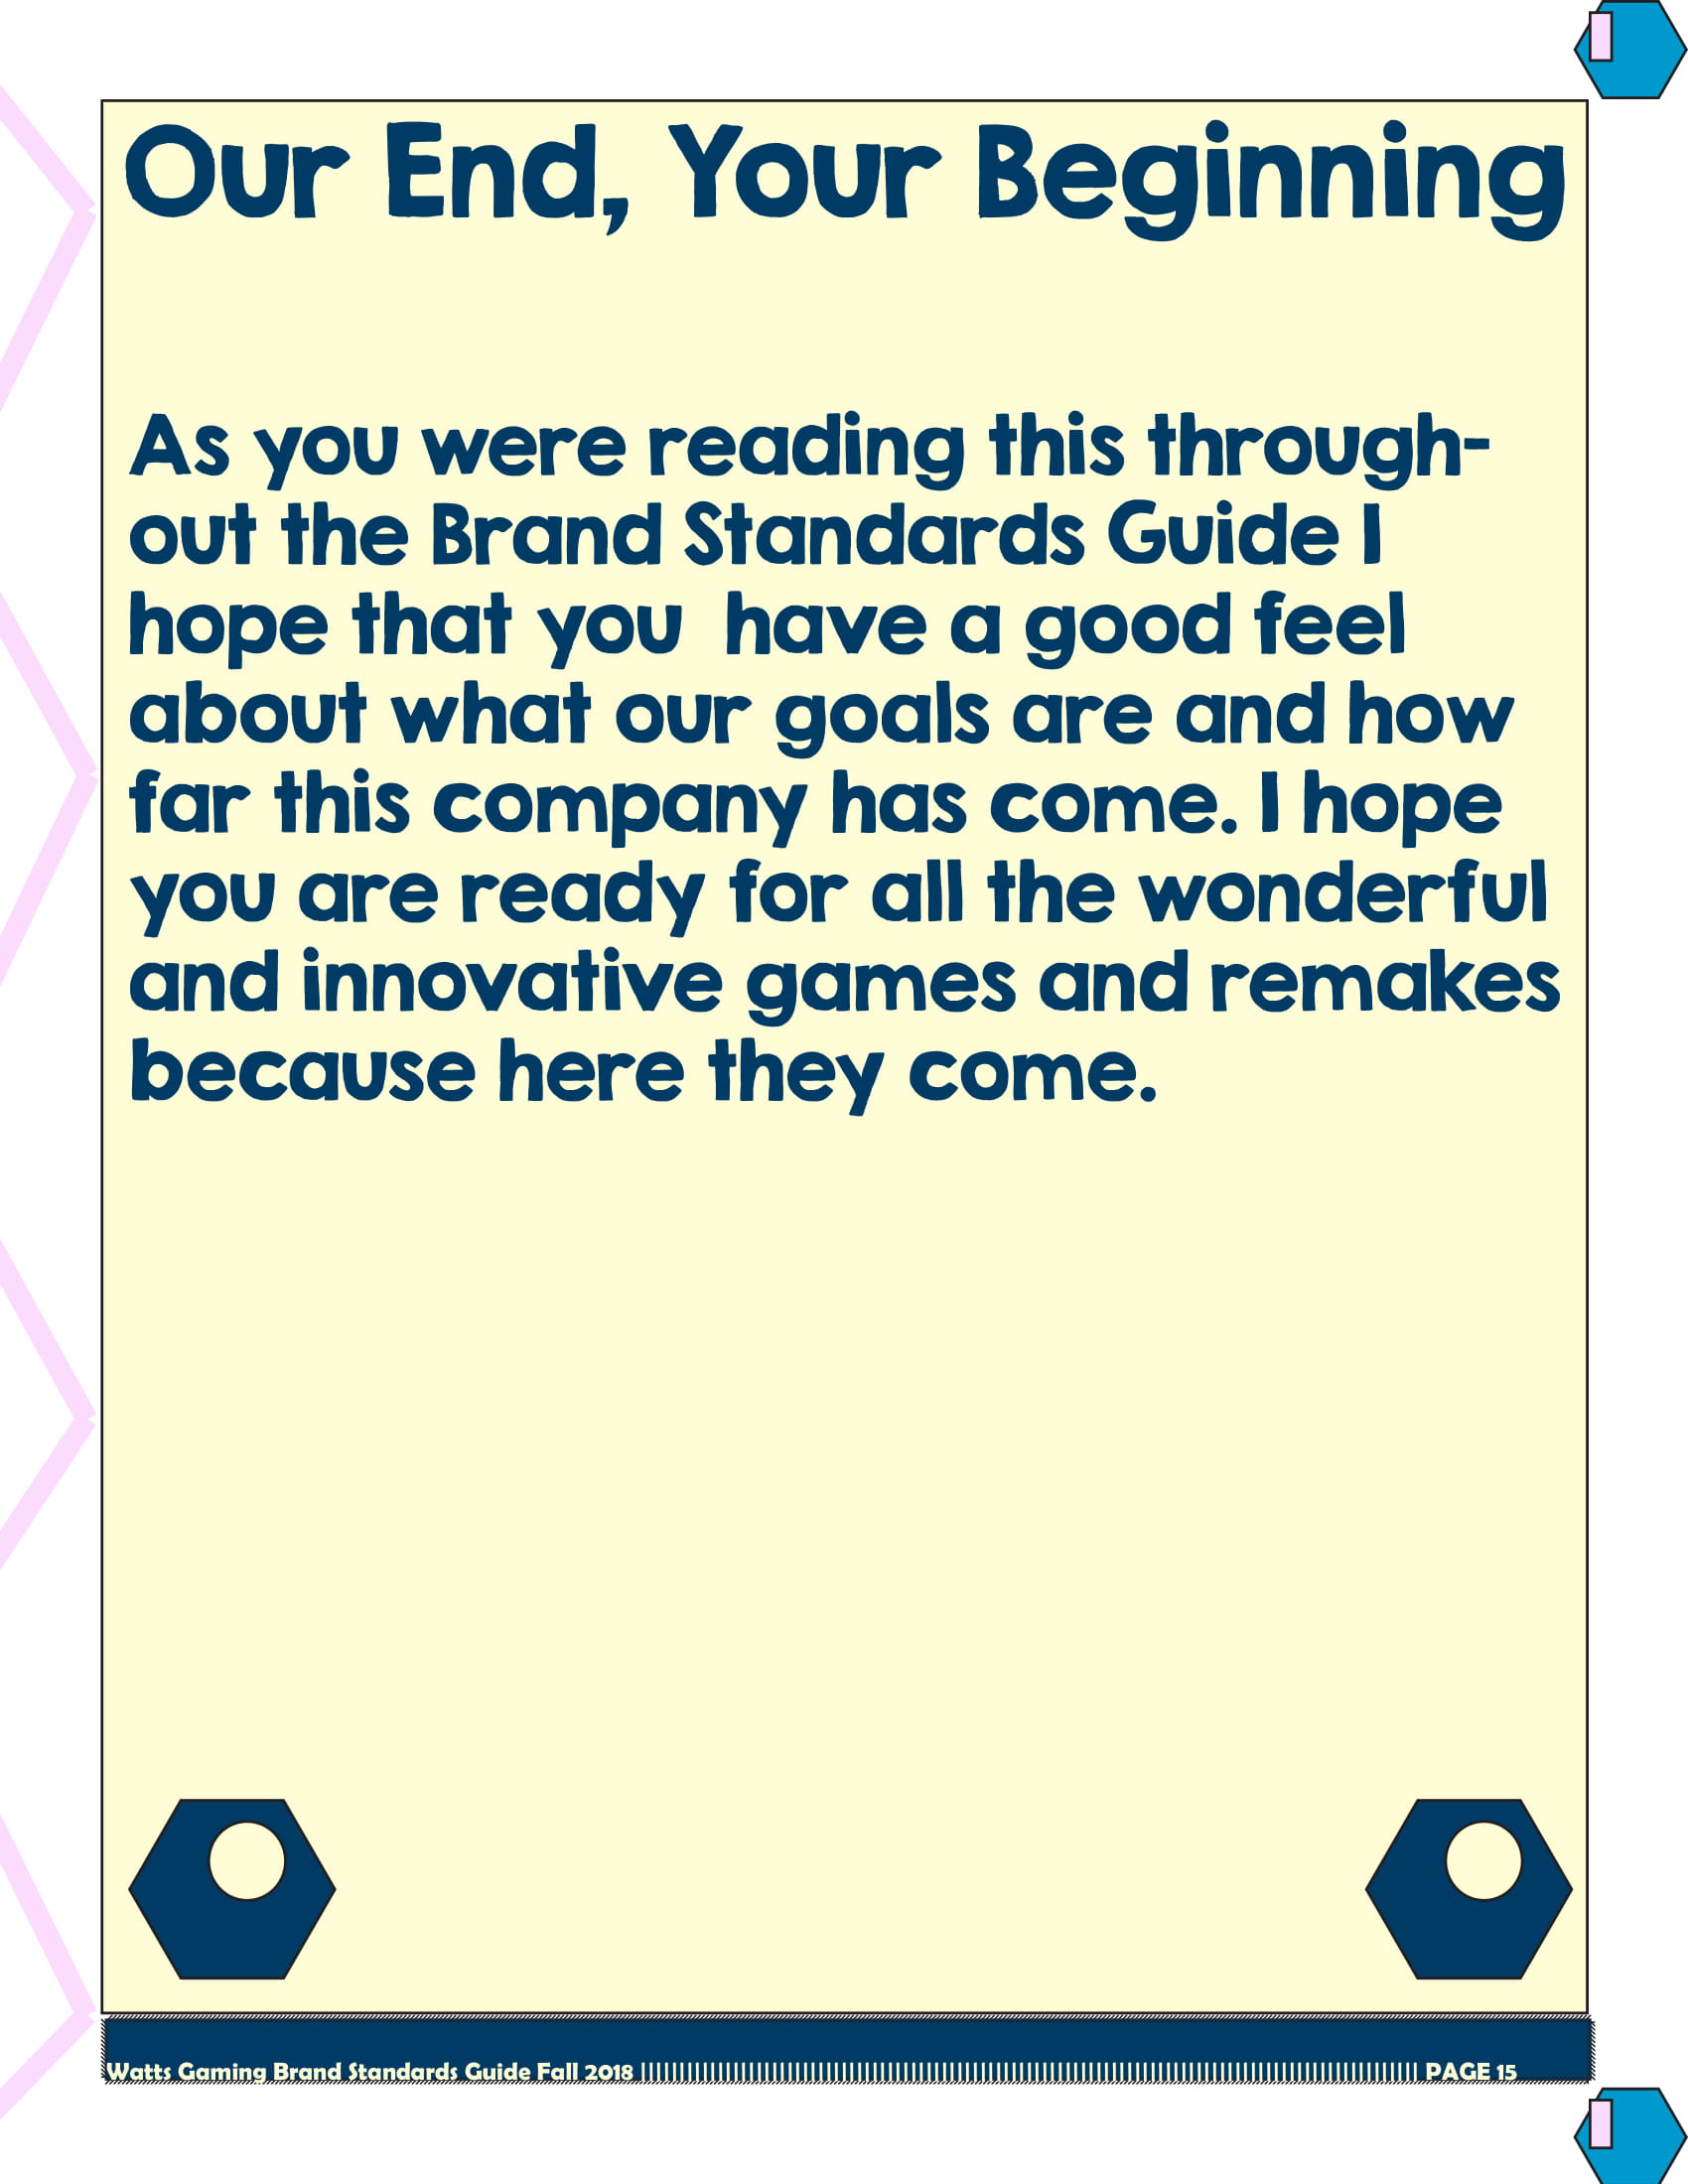 Our End, Your Beginning
As you were reading this through-
out the Brand Standards Guide I
hope that you  have a good feel
about what our goals are and how
far this company has come. I hope
you are ready for all the wonderful
and innovative games and remakes
because here they come.
Watts Gaming Brand Standards Guide Fall 2018 |||||||||||||||||||||||||||||||||||||||||||||||||||||||||||||||||||||||||||||||||||||||||||| PAGE 15